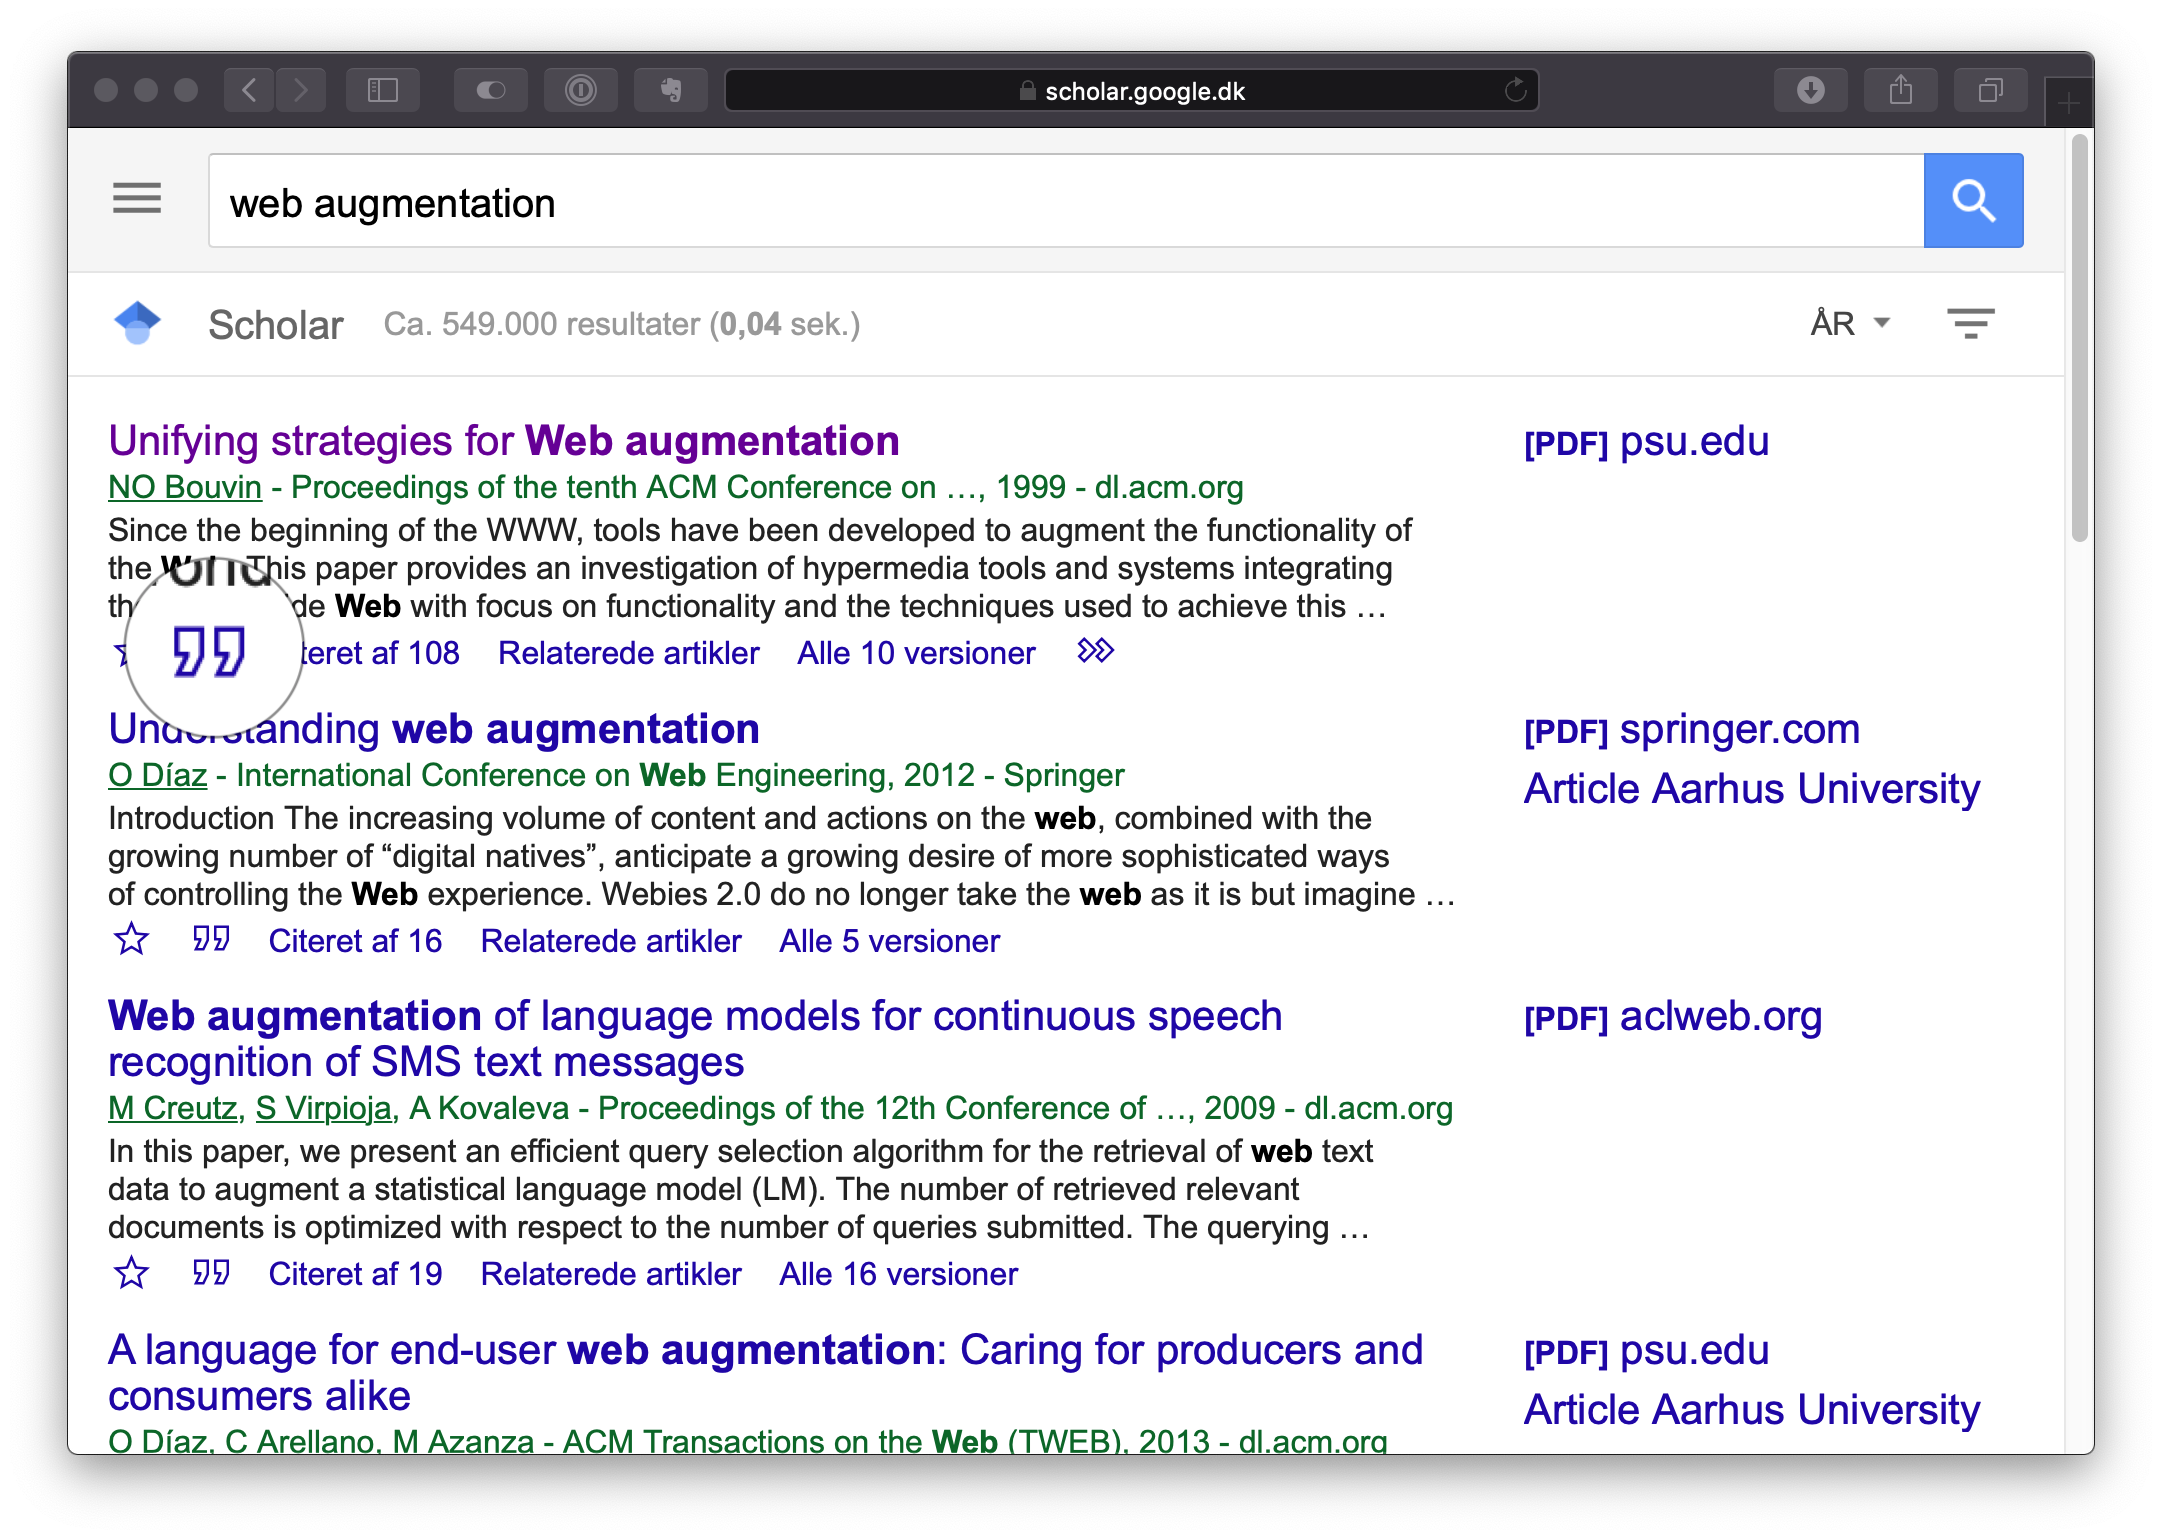 scholar.google.dk
web augmentation
Scholar Ca. 549.000 resultater (0,04 sek.) ÅR
Unifying strategies for Web augmentation [PDF] psu.edu
NO Bouvin - Proceedings of the tenth ACM Conference on …, 1999 - dl.acm.org
Since the beginning of the WWW, tools have been developed to augment the functionality of
the This paper provides an investigation of hypermedia tools and systems integrating
Web with focus on functionality and the techniques used to achieve this …
af 108 Relaterede artikler Alle 10 versioner
Understanding web augmentation [PDF] springer.com
O Díaz - International Conference on Web Engineering, 2012 - Springer Article Aarhus University
Introduction The increasing volume of content and actions on the web, combined with the
growing number of “digital natives”, anticipate a growing desire of more sophisticated ways
of controlling the Web experience. Webies 2.0 do no longer take the web as it is but imagine …
Citeret af 16 Relaterede artikler Alle 5 versioner
Web augmentation of language models for continuous speech [PDF] aclweb.org
recognition of SMS text messages
M Creutz, S Virpioja, A Kovaleva - Proceedings of the 12th Conference of …, 2009 - dl.acm.org
In this paper, we present an efficient query selection algorithm for the retrieval of web text
data to augment a statistical language model (LM). The number of retrieved relevant
documents is optimized with respect to the number of queries submitted. The querying …
Citeret af 19 Relaterede artikler Alle 16 versioner
A language for end-user web augmentation: Caring for producers and [PDF] psu.edu
consumers alike Article Aarhus University
O Díaz, C Arellano, M Azanza - ACM Transactions on the Web (TWEB), 2013 - dl.acm.org